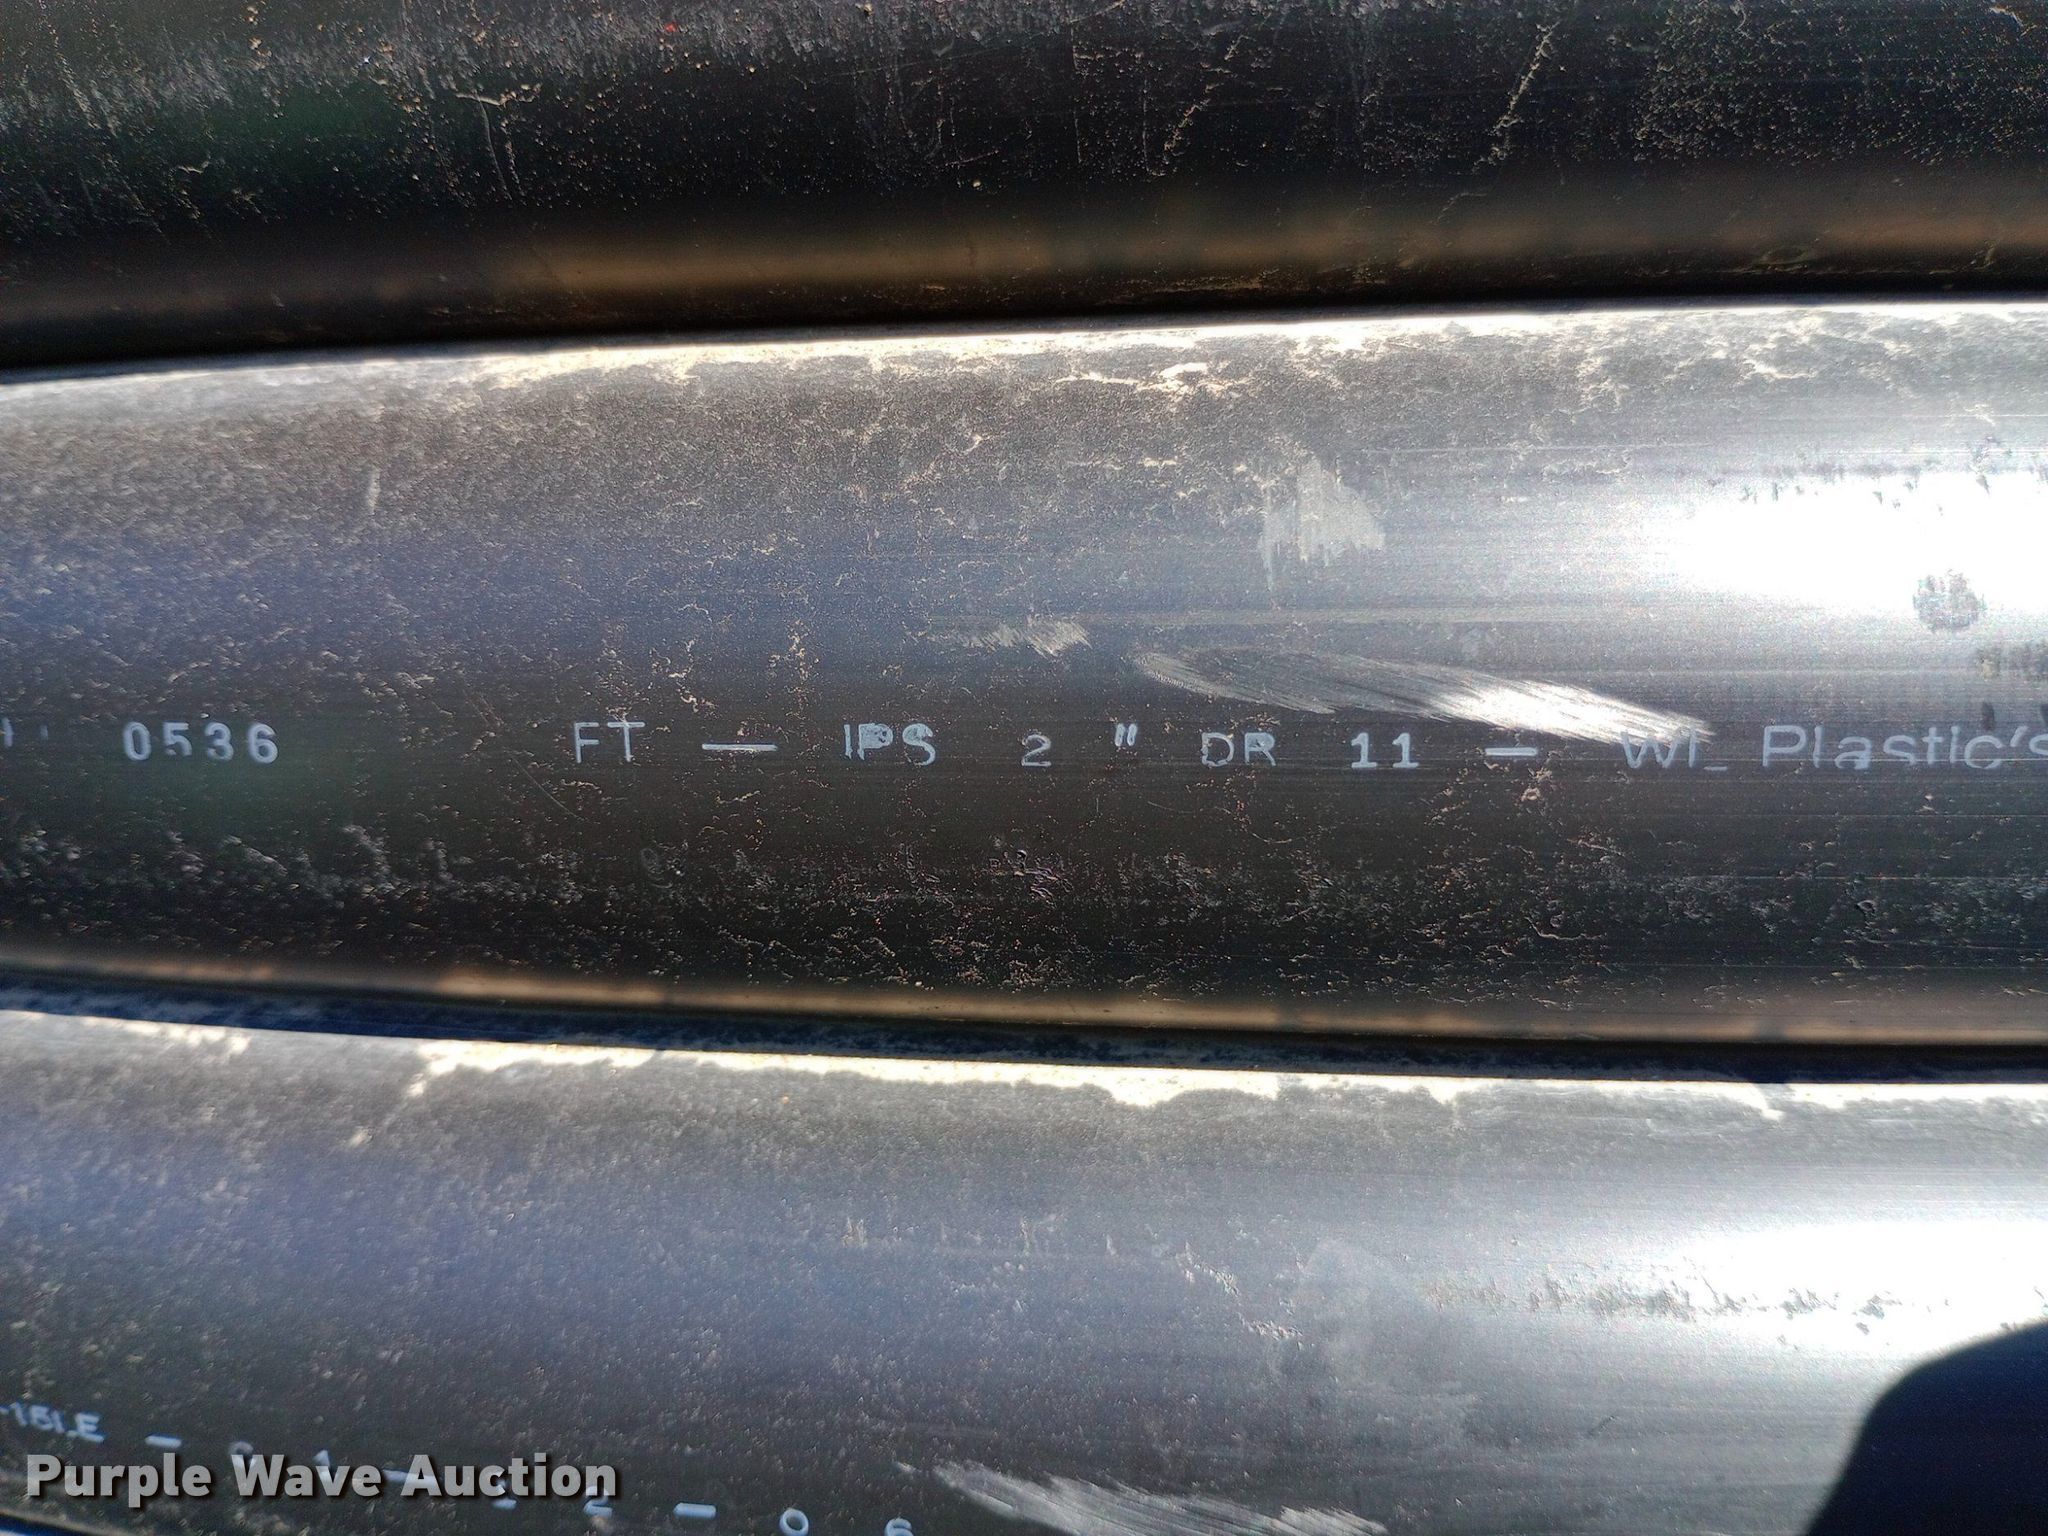 0536 FT — IPS 2" DR 11 — WL Plastic's
Purple Wave Auction